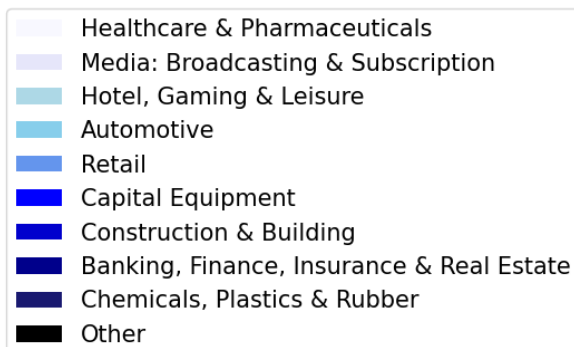 Healthcare & Pharmaceuticals
Media: Broadcasting & Subscription
Hotel, Gaming & Leisure
Automotive
Retail
Capital Equipment
Construction & Building
Banking, Finance, Insurance & Real Estate
Chemicals, Plastics & Rubber
Other